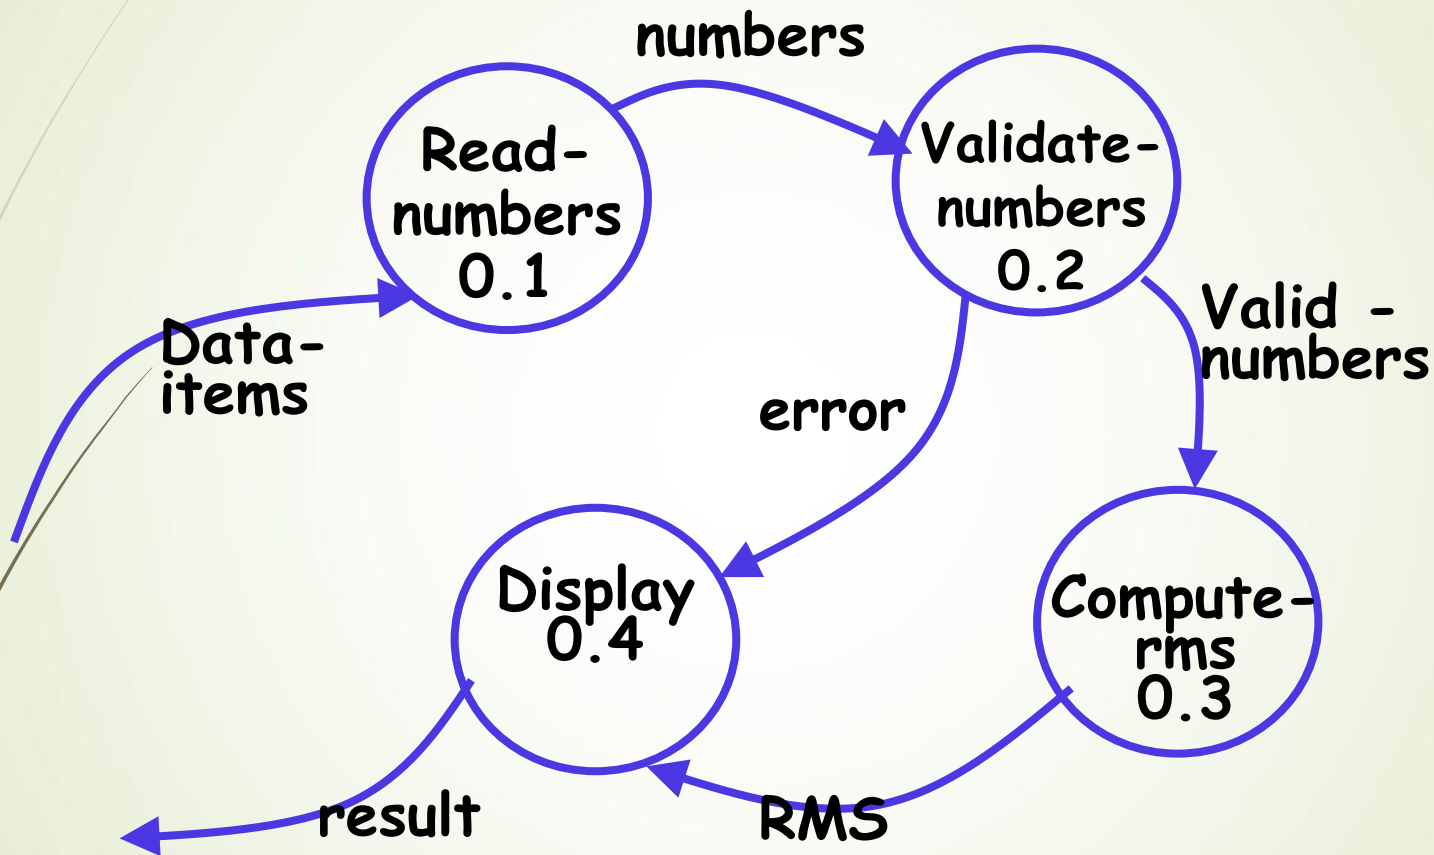 numbers
Read-
numbers
0.1
Validate-
numbers
0.2
Data-
items
Valid -
numbers
error
Display
0.4
Compute-
rms
0.3
result
RMS